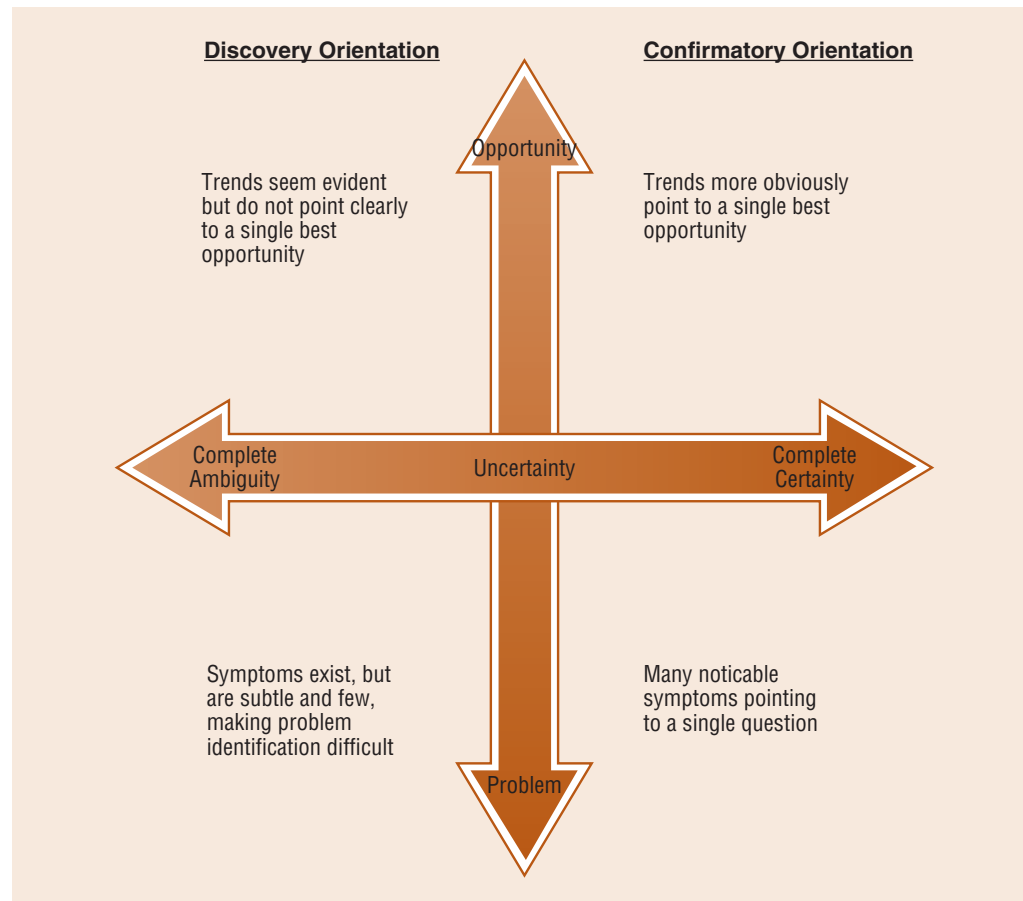 Discovery Orientation
Confirmatory Orientation
Opportunity
Trends seem evident
but do not point clearly
to a single best
opportunity
Trends more obviously
point to a single best
opportunity
Complete
Ambiguity
Uncertainty
Complete
Certainty
Symptoms exist, but
are subtle and few,
making problem
identification difficult
Many noticable
symptoms pointing
to a single question
Problem